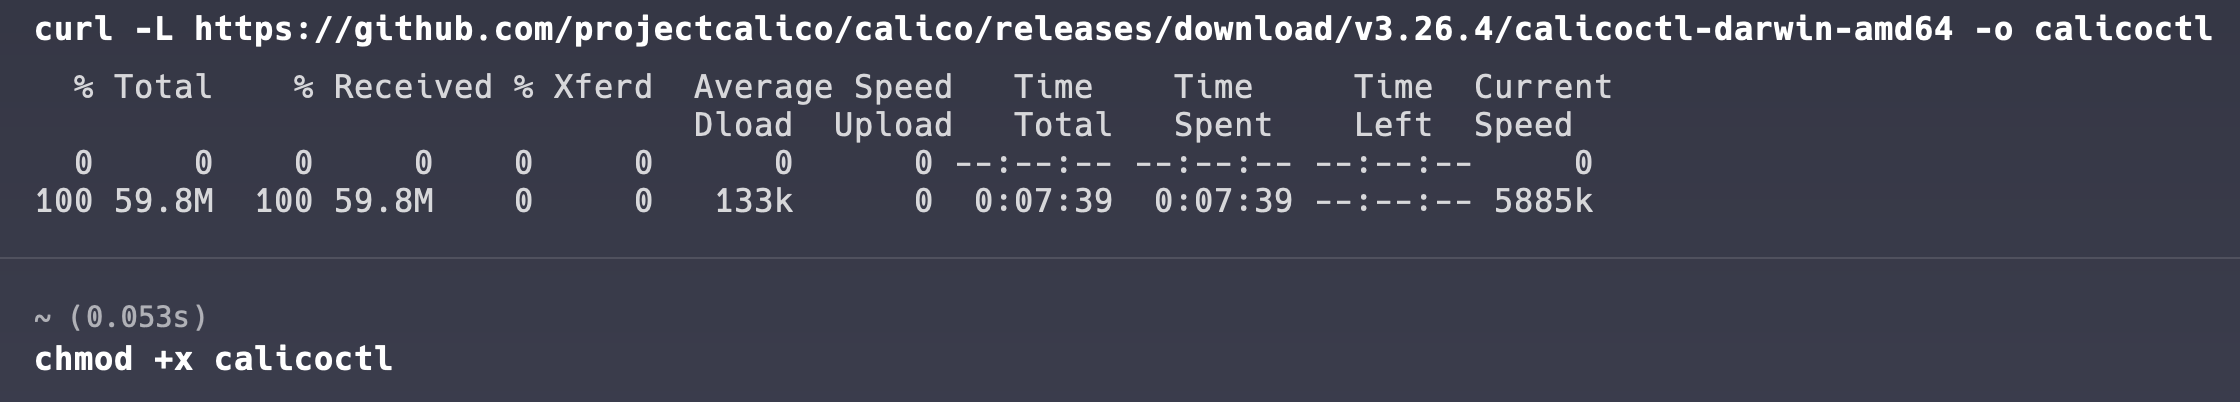 curl -L https://github.com/projectcalico/calico/releases/download/v3.26.4/calicoctl-darwin-amd64 -o calicoctl
  % Total    % Received % Xferd  Average Speed   Time    Time     Time  Current
                                 Dload  Upload   Total   Spent    Left  Speed
  0     0    0     0    0     0      0      0 --:--:-- --:--:-- --:--:--     0
100 59.8M  100 59.8M    0     0   133k      0  0:07:39  0:07:39 --:--:-- 5885k
~ (0.053s)
chmod +x calicoctl